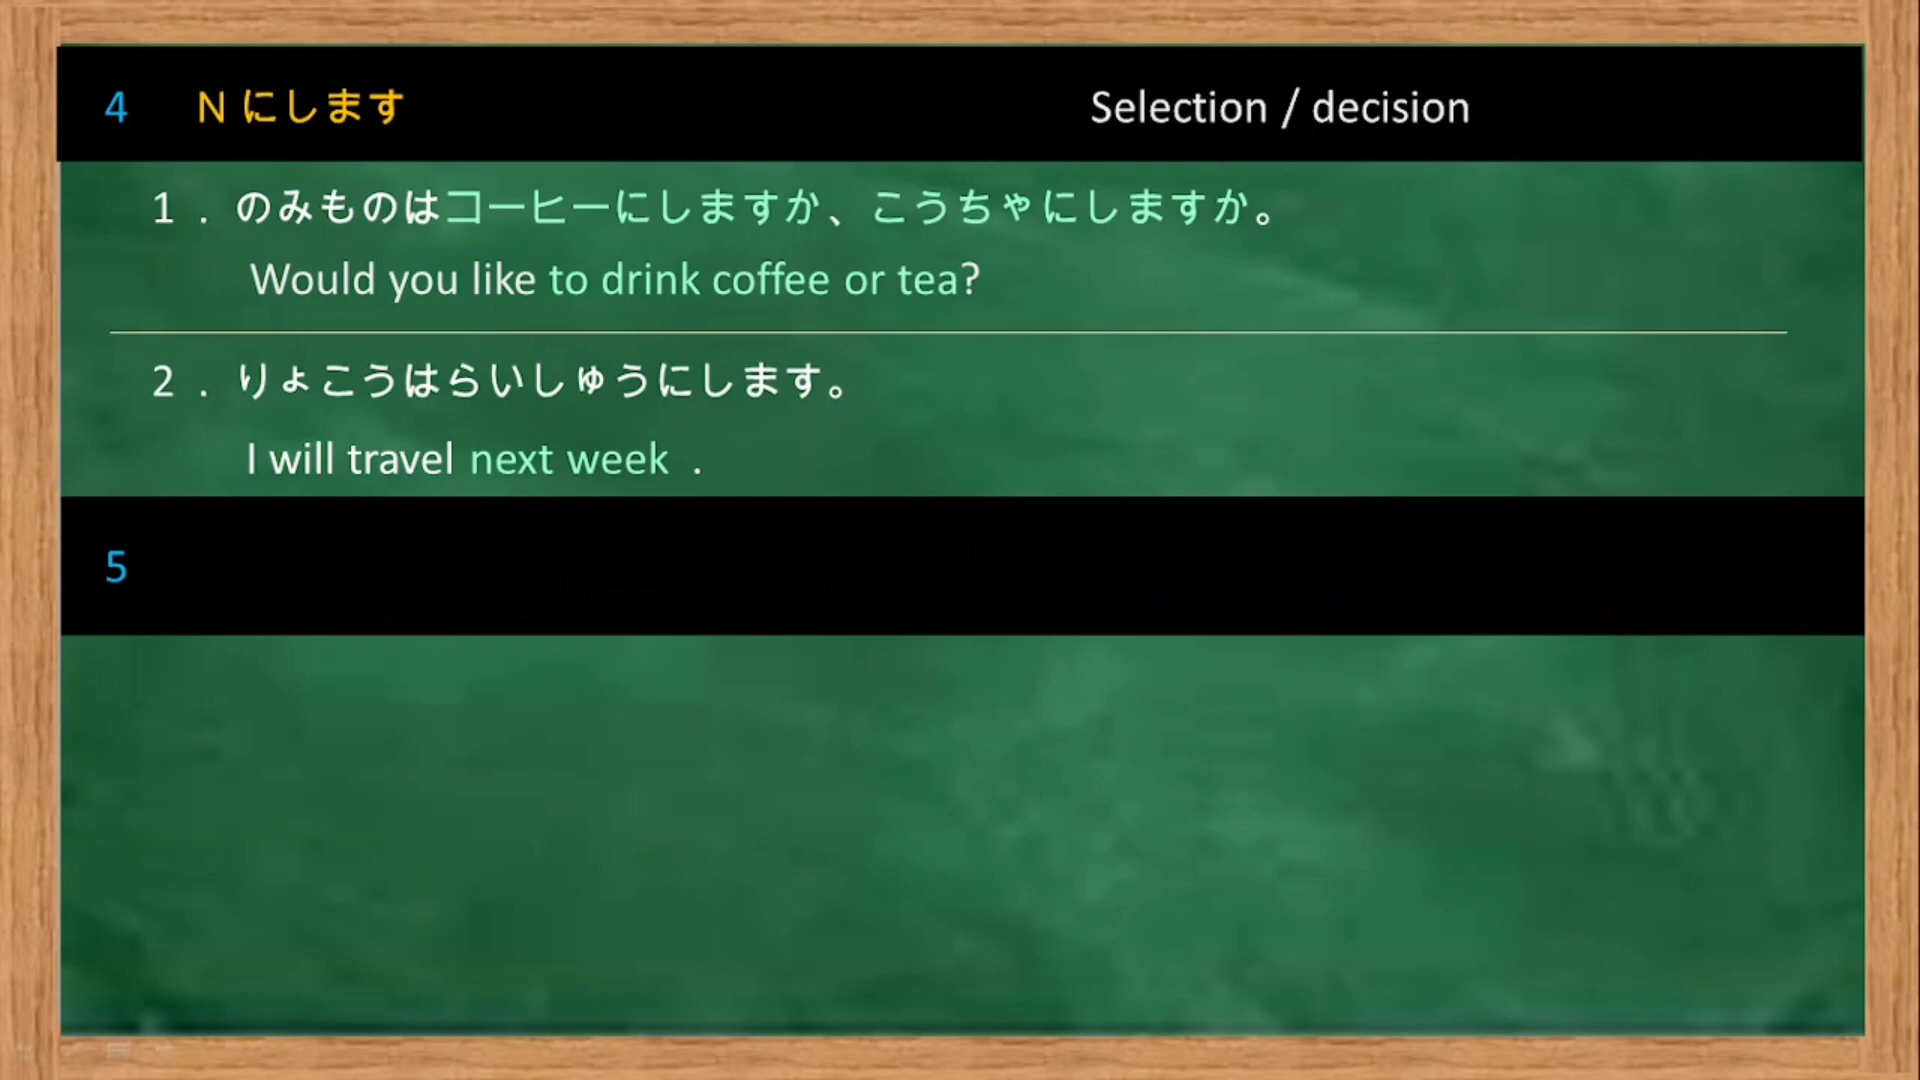 4 N にします Selection / decision
1 . のみものはコーヒーにしますか、こうちゃにしますか。
Would you like to drink coffee or tea?
2 . りょこうはらいしゅうにします。
I will travel next week .
5